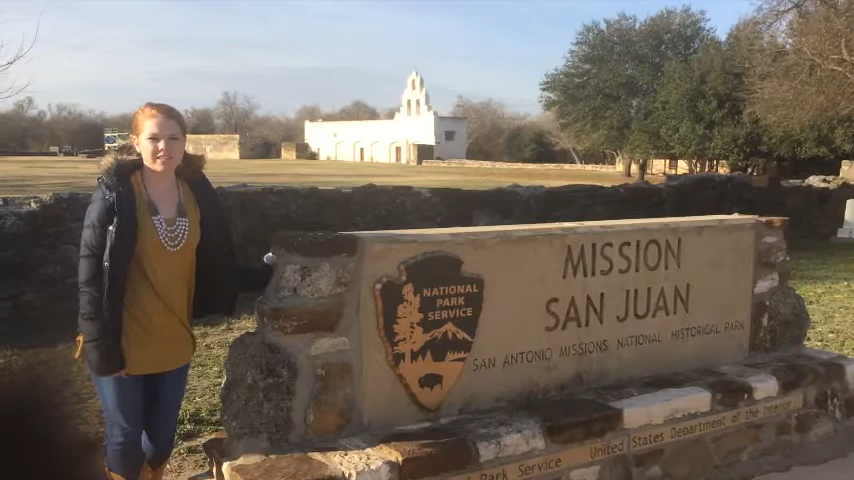 NATIONAL
PARK
SERVICE
MISSION
SAN JUAN
SAN ANTONIO MISSIONS NATIONAL HISTORICAL PARK
Park Service United States Department of the Interior